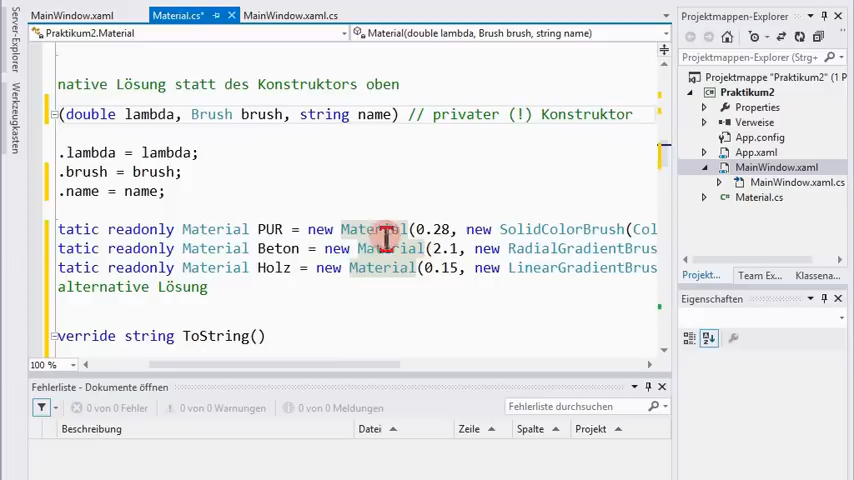 MainWindow.xaml
Material.cs*
MainWindow.xaml.cs
Praktikum2.Material
Material(double lambda, Brush brush, string name)
native Lösung statt des Konstruktors oben
(double lambda, Brush brush, string name) // privater (!) Konstruktor
.lambda = lambda;
.brush = brush;
.name = name;
tatic readonly Material PUR = new Material(0.28, new SolidColorBrush(Col
tatic readonly Material Beton = new Material(2.1, new RadialGradientBrus
tatic readonly Material Holz = new Material(0.15, new LinearGradientBrus
alternative Lösung
verride string ToString()
100 %
Fehlerliste - Dokumente öffnen
0 von 0 Fehler
0 von 0 Warnungen
0 von 0 Meldungen
Fehlerliste durchsuchen
Beschreibung
Datei
Zeile
Spalte
Projekt
Server-Explorer
Werkzeugkasten
Projektmappen-Explorer
Projektmappen-Explorer (Strg+
Projektmappe "Praktikum2" (1 P
Praktikum2
Properties
Verweise
App.config
App.xaml
MainWindow.xaml
MainWindow.xaml.cs
Material.cs
Projekt...
Team Ex...
Klassena...
Eigenschaften